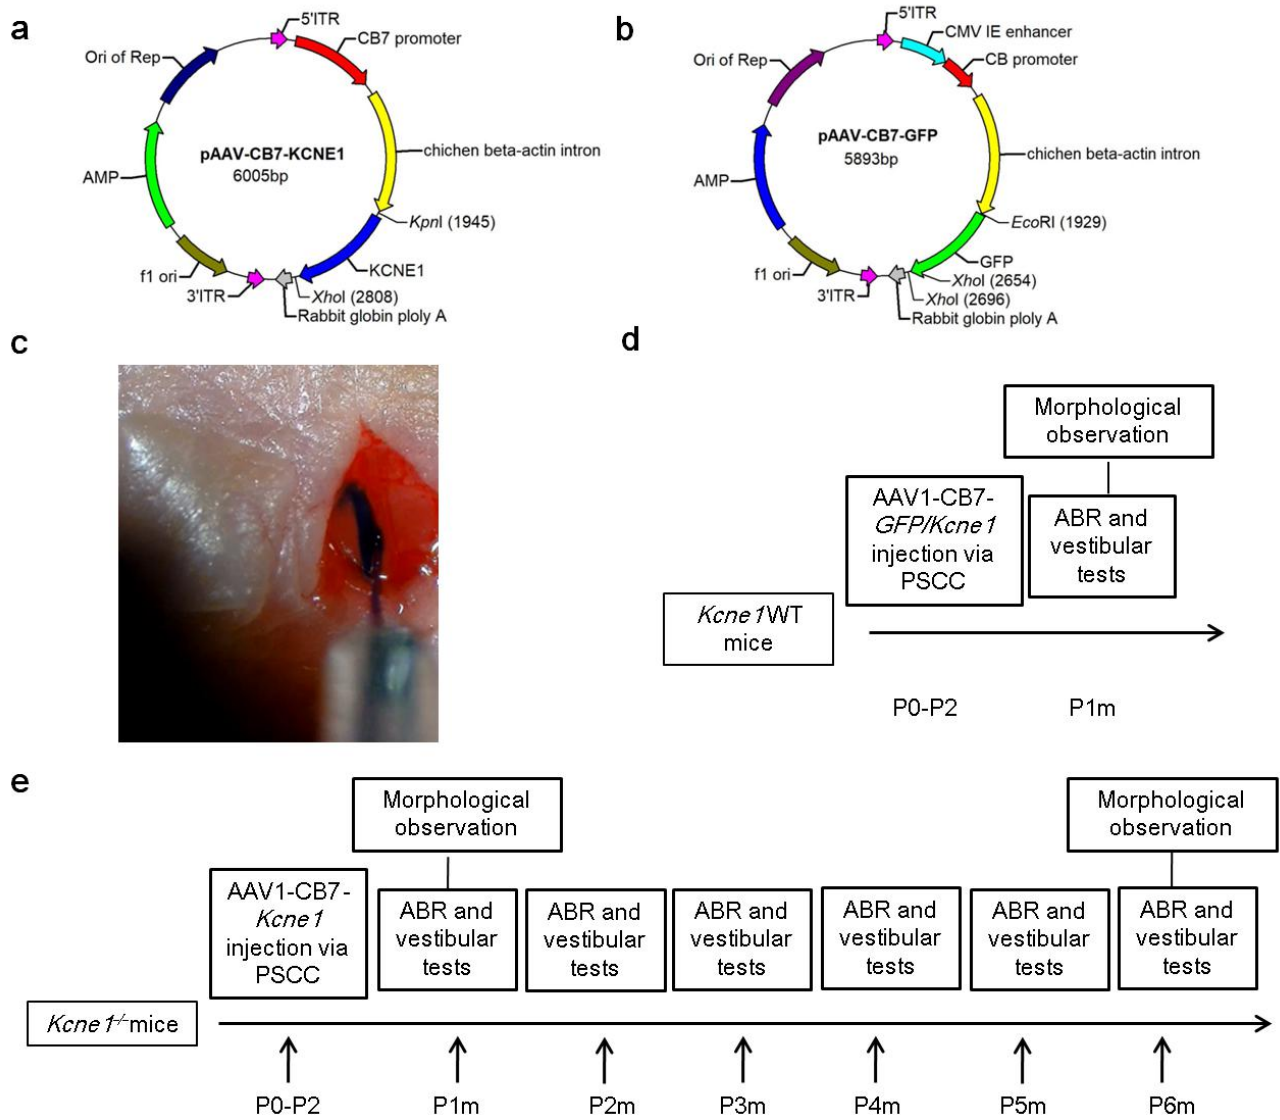 a
5'ITR
CB7 promoter
Ori of Rep
pAAV-CB7-KCNE1
6005bp
chichen beta-actin intron
AMP
KpnI (1945)
f1 ori
KCNE1
3'ITR
XhoI (2808)
Rabbit globin ploly A
b
5'ITR
CMV IE enhancer
CB promoter
Ori of Rep
pAAV-CB7-GFP
5893bp
chichen beta-actin intron
AMP
EcoRI (1929)
f1 ori
GFP
XhoI (2654)
3'ITR
XhoI (2696)
Rabbit globin ploly A
c
d
Morphological
observation
AAV1-CB7-
GFP/Kcne1
injection via
PSCC
ABR and
vestibular
tests
Kcne1WT
mice
P0-P2
P1m
e
Morphological
observation
Morphological
observation
AAV1-CB7-
Kcne1
injection via
PSCC
ABR and
vestibular
tests
ABR and
vestibular
tests
ABR and
vestibular
tests
ABR and
vestibular
tests
ABR and
vestibular
tests
ABR and
vestibular
tests
Kcne1-/-mice
P0-P2
P1m
P2m
P3m
P4m
P5m
P6m